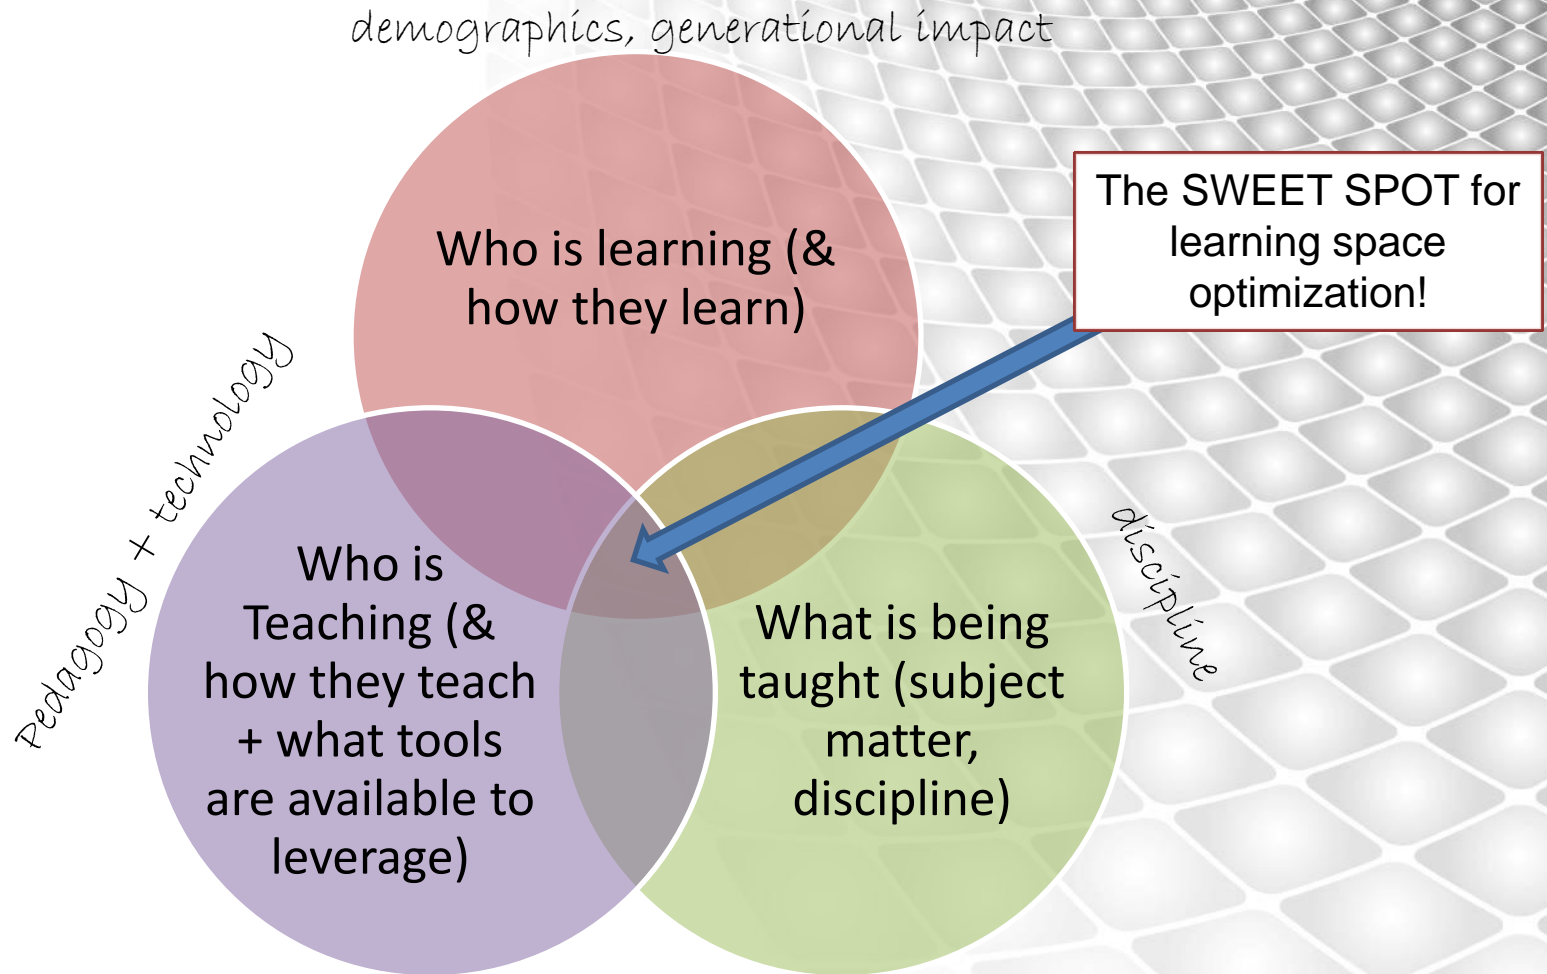 demographics, generational impact
The SWEET SPOT for
learning space
optimization!
Who is learning (&
how they learn)
Pedagogy + technology
discipline
Who is
Teaching (&
how they teach
+ what tools
are available to
leverage)
What is being
taught (subject
matter,
discipline)